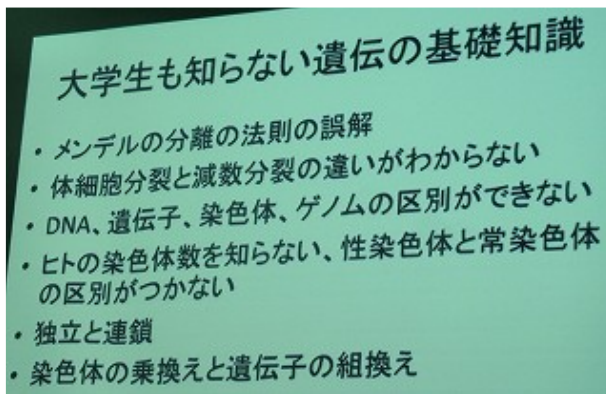 大学生も知らない遺伝の基礎知識
• メンデルの分離の法則の誤解
• 体細胞分裂と減数分裂の違いがわからない
• DNA、遺伝子、染色体、ゲノムの区別ができない
• ヒトの染色体数を知らない、性染色体と常染色体
の区別がつかない
• 独立と連鎖
• 染色体の乗換えと遺伝子の組換え